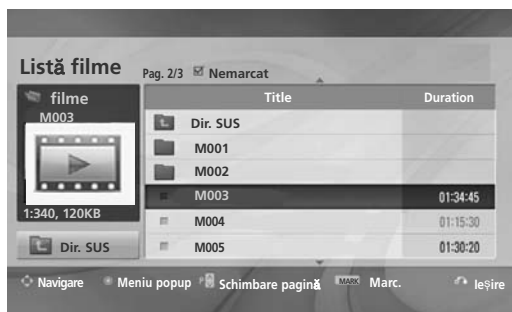 Listă filme
Pag. 2/3 Nemarcat
filme
M003
1:340, 120KB
Dir. SUS
Title Duration
Dir. SUS
M001
M002
M003 01:34:45
M004 01:15:30
M005 01:30:20
Navigare Meniu popup P Schimbare pagină MARK Marc. Ieșire